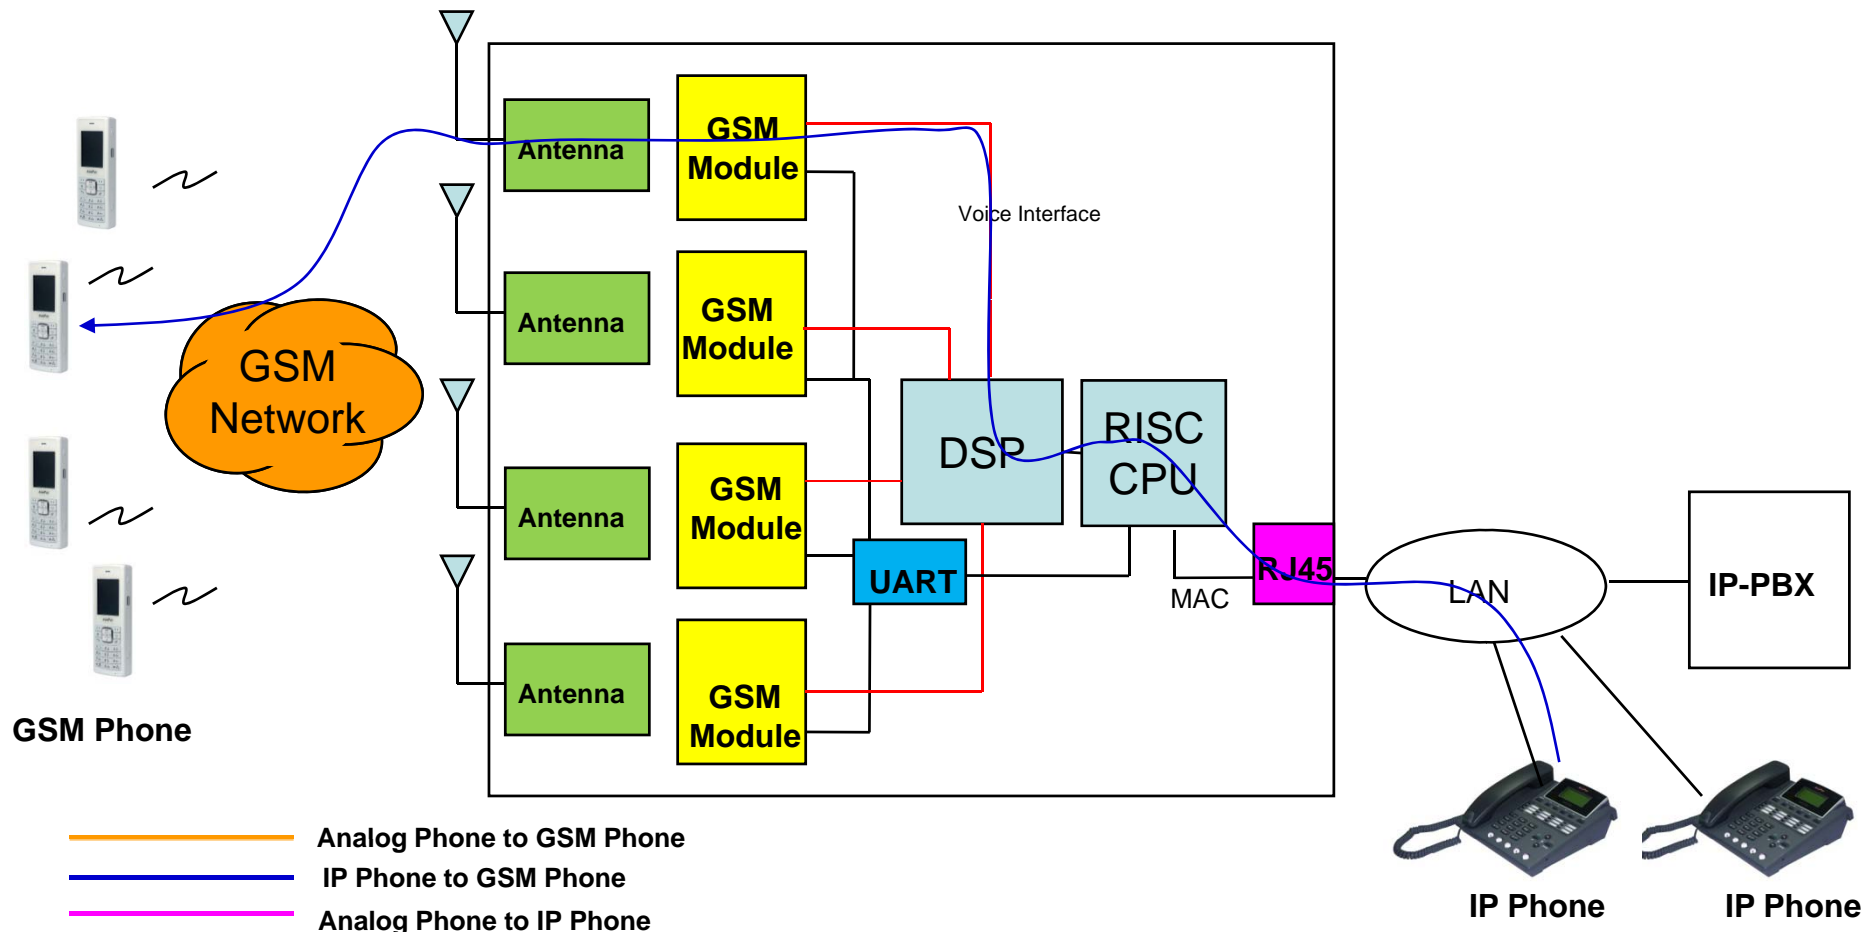 GSM
Module
Antenna
Voice Interface
GSM
Module
Antenna
GSM
Network
DSP
RISC
CPU
GSM
Module
Antenna
UART
RJ45
MAC
LAN
IP-PBX
GSM
Module
Antenna
GSM Phone
Analog Phone to GSM Phone
IP Phone to GSM Phone
Analog Phone to IP Phone
IP Phone
IP Phone